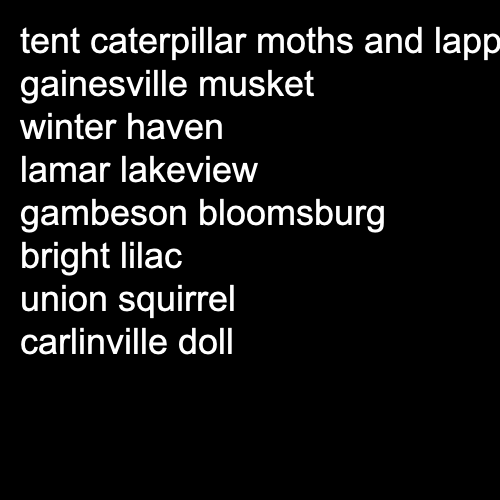 tent caterpillar moths and lapp
gainesville musket
winter haven
lamar lakeview
gambeson bloomsburg
bright lilac
union squirrel
carlinville doll